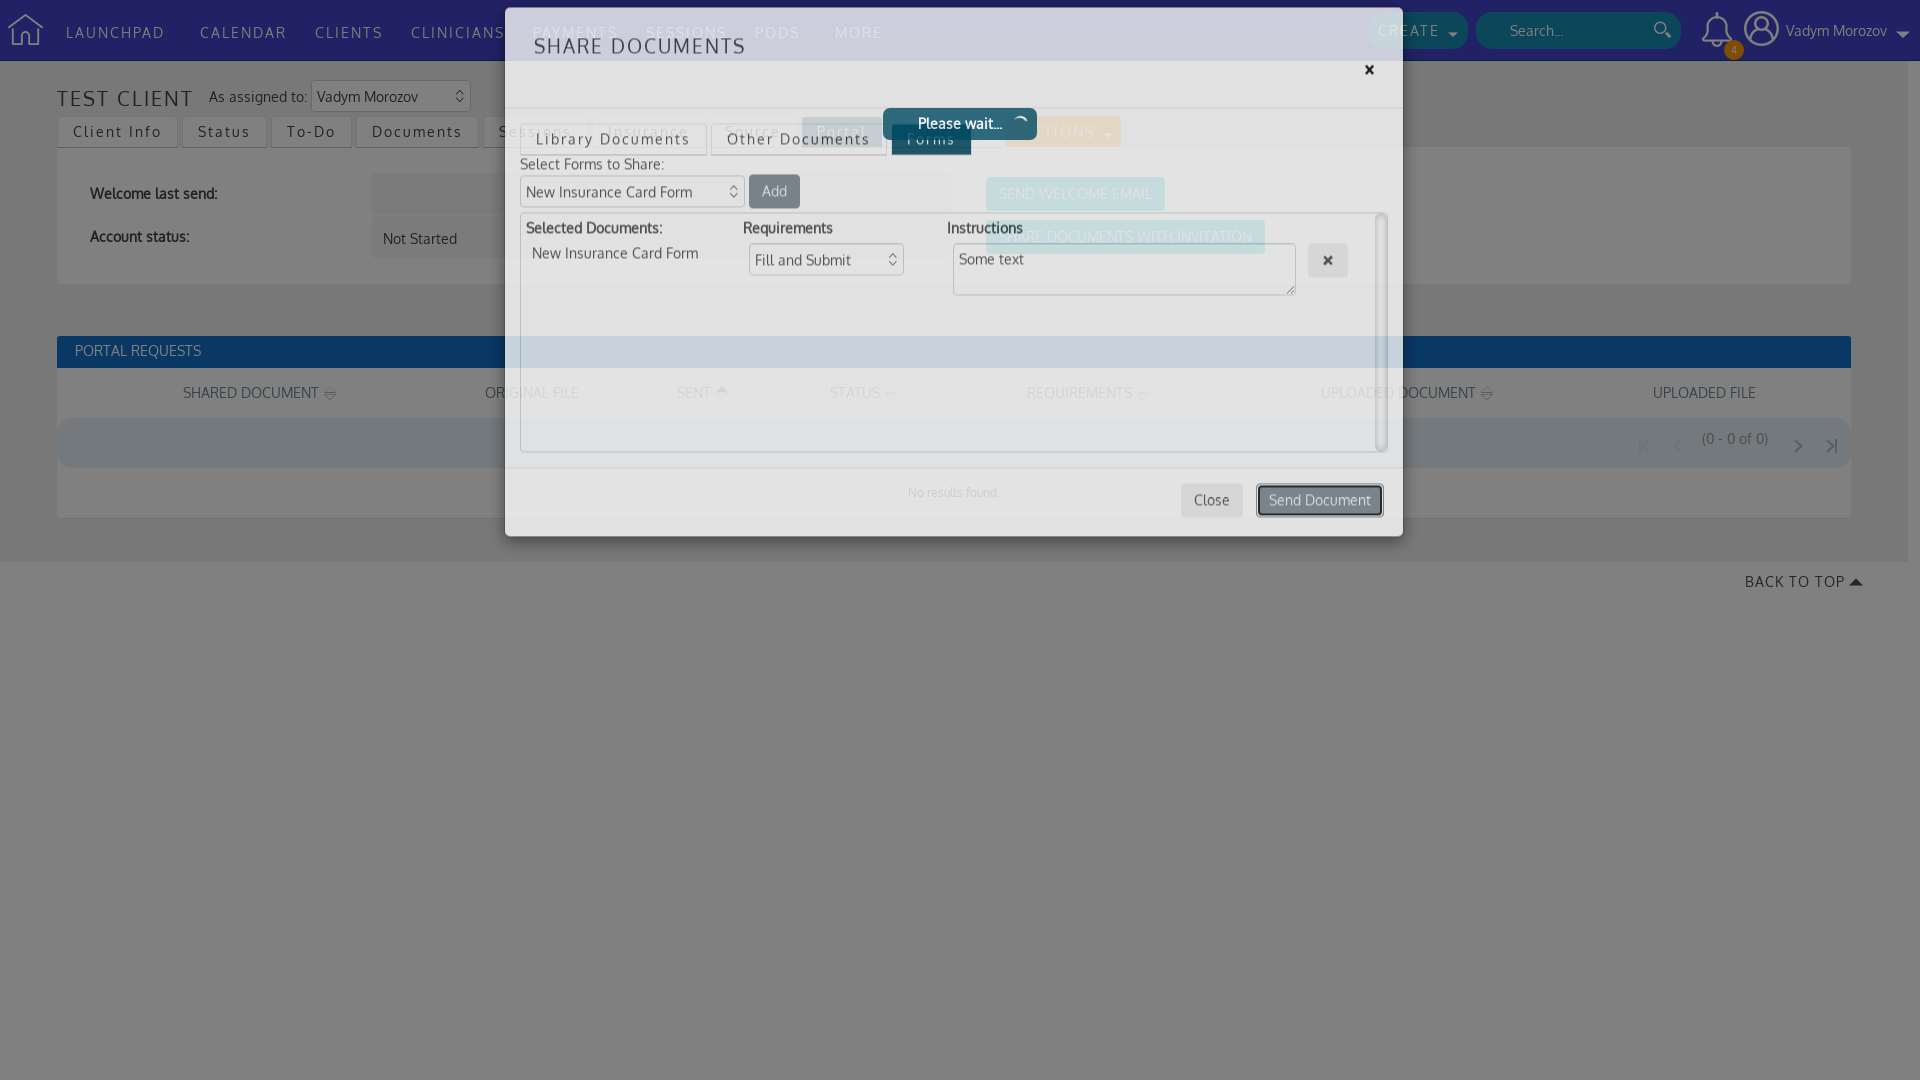 LAUNCHPAD CALENDAR CLIENTS CLINICIANS PAYMENTS SESSIONS PODS MORE CREATE Search... 4 Vadym Morozov
SHARE DOCUMENTS
×
TEST CLIENT As assigned to: Vadym Morozov
Please wait...
Client Info Status To-Do Documents Sessions Insurance Source Portal
Library Documents Other Documents Forms
Select Forms to Share:
New Insurance Card Form Add
Welcome last send: SEND WELCOME EMAIL
Selected Documents: Requirements Instructions
Account status: Not Started SHARE DOCUMENTS WITH INVITATION
New Insurance Card Form Fill and Submit Some text ×
PORTAL REQUESTS
SHARED DOCUMENT ORIGINAL FILE SENT STATUS REQUIREMENTS UPLOADED DOCUMENT UPLOADED FILE
(0 - 0 of 0)
No results found.
Close Send Document
BACK TO TOP